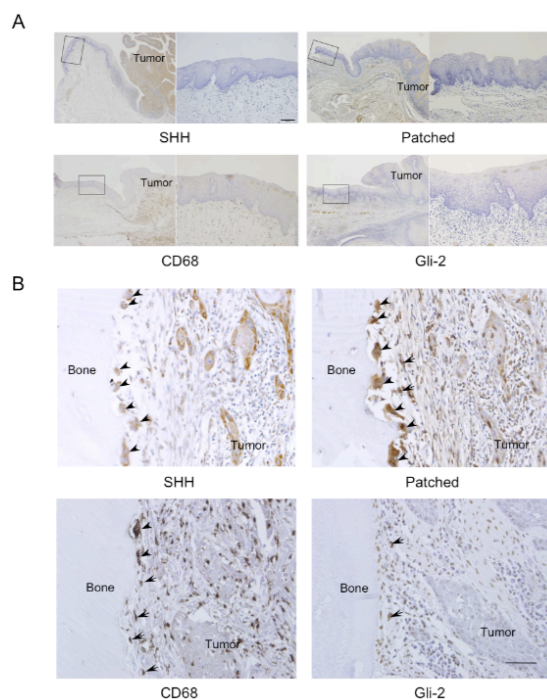 A
Tumor
Tumor
SHH
Patched
Tumor
Tumor
CD68
Gli-2
B
Bone
Tumor
Bone
Tumor
SHH
Patched
Bone
Tumor
Bone
Tumor
CD68
Gli-2